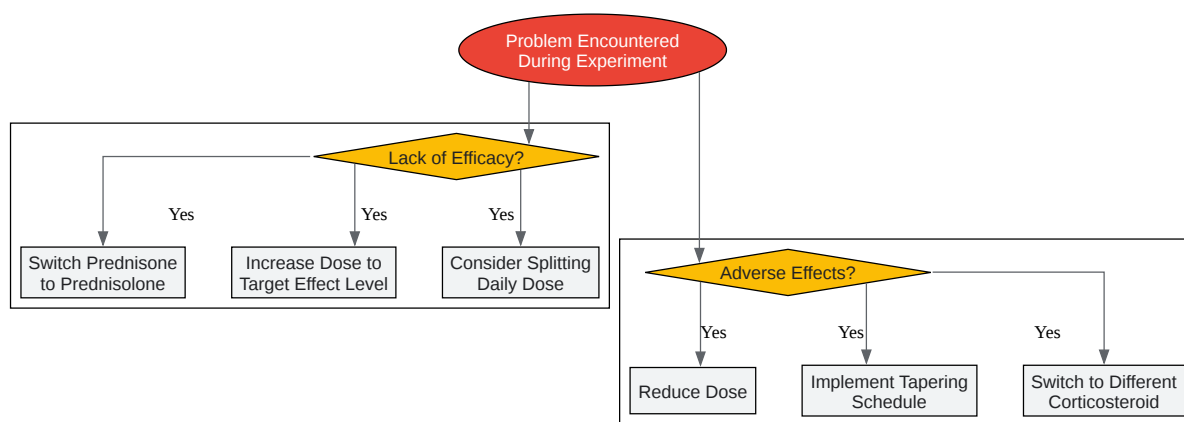 Problem Encountered
During Experiment
Lack of Efficacy?
Yes
Yes
Yes
Switch Prednisone
to Prednisolone
Increase Dose to
Target Effect Level
Consider Splitting
Daily Dose
Adverse Effects?
Yes
Yes
Yes
Reduce Dose
Implement Tapering
Schedule
Switch to Different
Corticosteroid